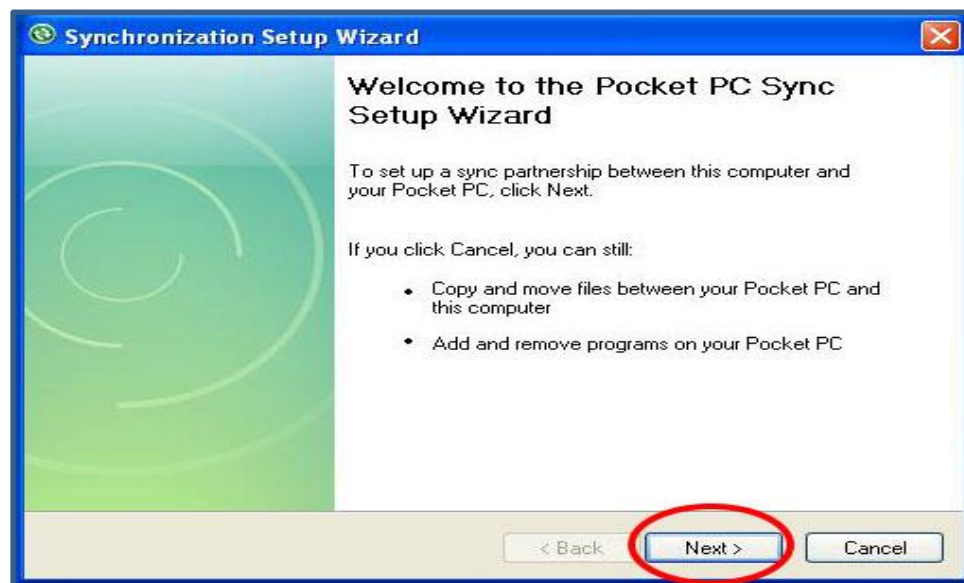 Synchronization Setup Wizard
Welcome to the Pocket PC Sync
Setup Wizard
To set up a sync partnership between this computer and
your Pocket PC, click Next.
If you click Cancel, you can still:
• Copy and move files between your Pocket PC and
this computer
• Add and remove programs on your Pocket PC
< Back Next > Cancel